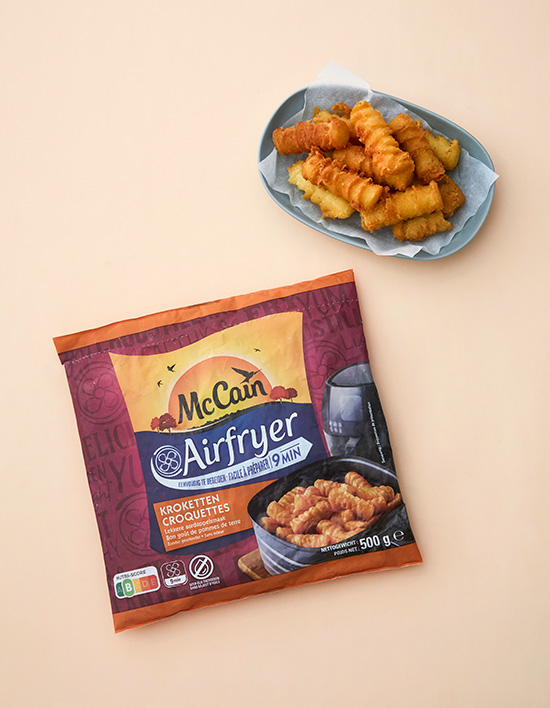 McCain
Airfryer
EENVOUDIG TE BEREIDEN · FACILE À PRÉPARER 9 MIN
KROKETTEN
CROQUETTES
Lekkere aardappelsmaak
Bon goût de pommes de terre
NUTRI-SCORE
A B C D E
9 min
NETTOGEWICHT:
POIDS NET: 500 g e